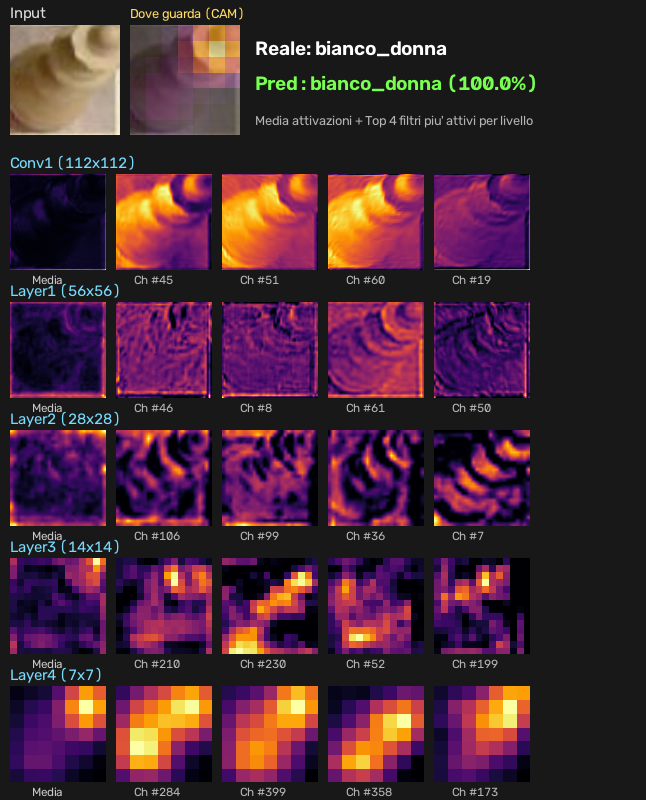 Input
Dove guarda (CAM)
Reale: bianco_donna
Pred : bianco_donna (100.0%)
Media attivazioni + Top 4 filtri piu' attivi per livello
Conv1 (112x112)
Media Ch #45 Ch #51 Ch #60 Ch #19
Layer1 (56x56)
Media Ch #46 Ch #8 Ch #61 Ch #50
Layer2 (28x28)
Media Ch #106 Ch #99 Ch #36 Ch #7
Layer3 (14x14)
Media Ch #210 Ch #230 Ch #52 Ch #199
Layer4 (7x7)
Media Ch #284 Ch #399 Ch #358 Ch #173